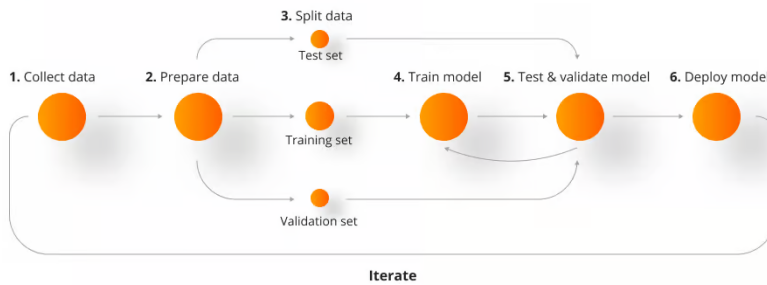 3. Split data
Test set
1. Collect data
2. Prepare data
4. Train model
5. Test & validate model
6. Deploy model
Training set
Validation set
Iterate